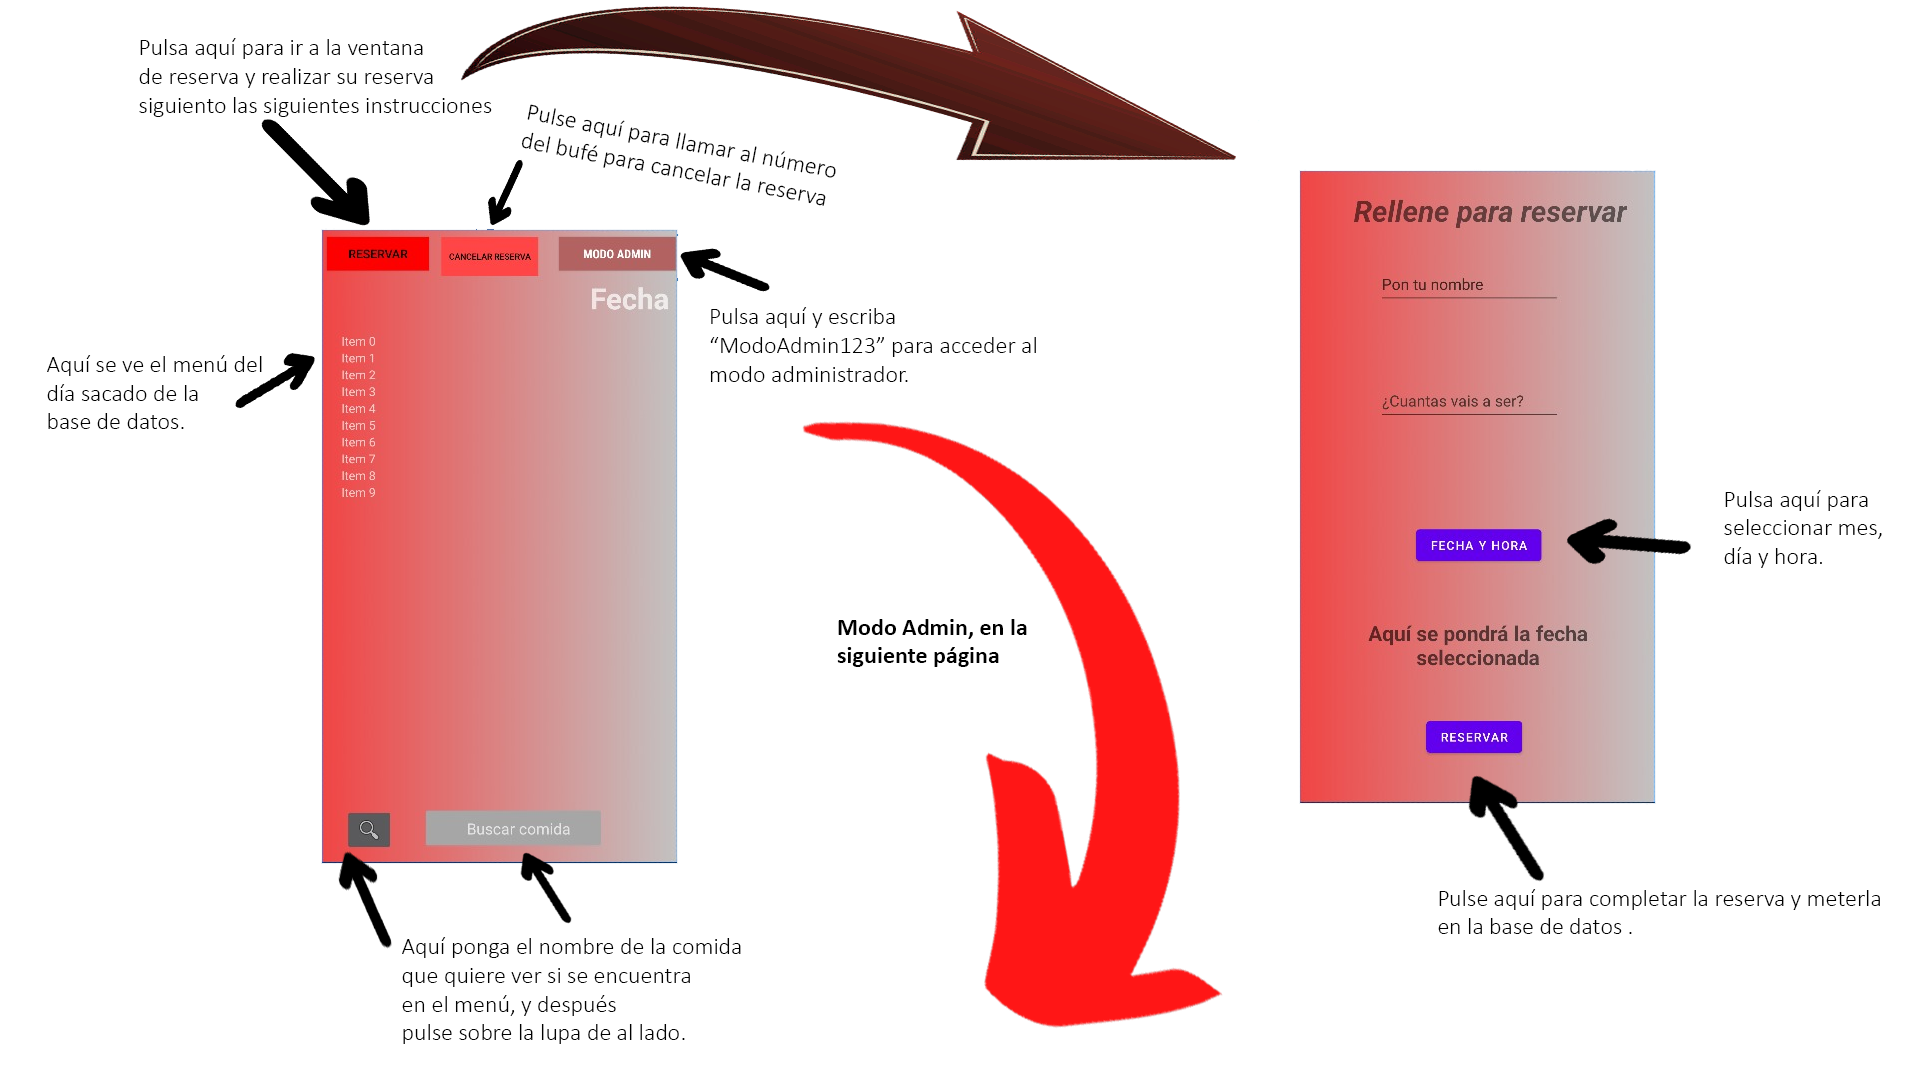 Pulsa aquí para ir a la ventana
de reserva y realizar su reserva
siguiento las siguientes instrucciones
Pulse aquí para llamar al número
del bufé para cancelar la reserva
RESERVAR
CANCELAR RESERVA
MODO ADMIN
Fecha
Item 0
Item 1
Item 2
Item 3
Item 4
Item 5
Item 6
Item 7
Item 8
Item 9
Buscar comida
Aquí se ve el menú del
día sacado de la
base de datos.
Pulsa aquí y escriba
“ModoAdmin123” para acceder al
modo administrador.
Aquí ponga el nombre de la comida
que quiere ver si se encuentra
en el menú, y después
pulse sobre la lupa de al lado.
Modo Admin, en la
siguiente página
Rellene para reservar
Pon tu nombre
¿Cuantas vais a ser?
FECHA Y HORA
Aquí se pondrá la fecha
seleccionada
RESERVAR
Pulsa aquí para
seleccionar mes,
día y hora.
Pulse aquí para completar la reserva y meterla
en la base de datos .